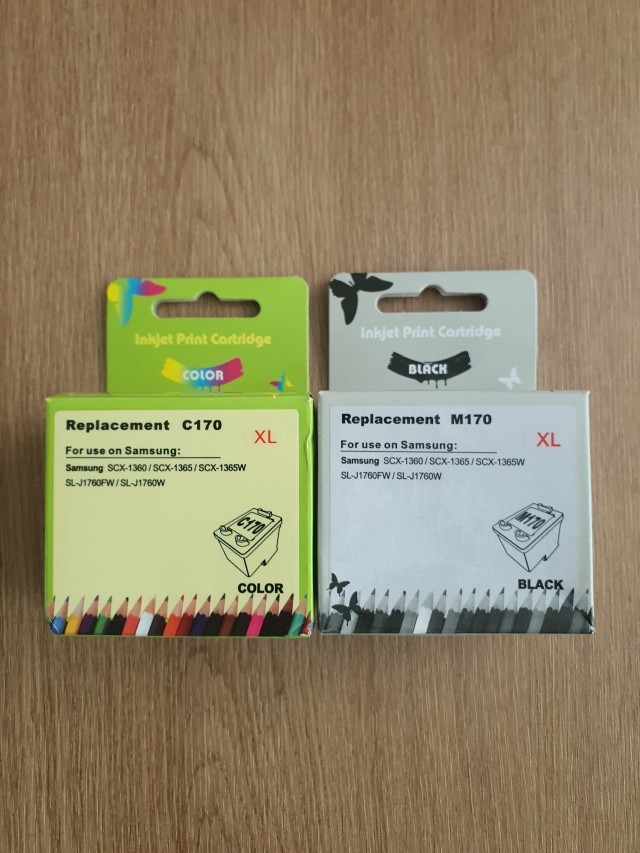 Inkjet Print Cartridge
COLOR
Replacement C170
XL
For use on Samsung:
Samsung SCX-1360 / SCX-1365 / SCX-1365W
SL-J1760FW / SL-J1760W
C170
COLOR
Inkjet Print Cartridge
BLACK
Replacement M170
XL
For use on Samsung:
Samsung SCX-1360 / SCX-1365 / SCX-1365W
SL-J1760FW / SL-J1760W
M170
BLACK